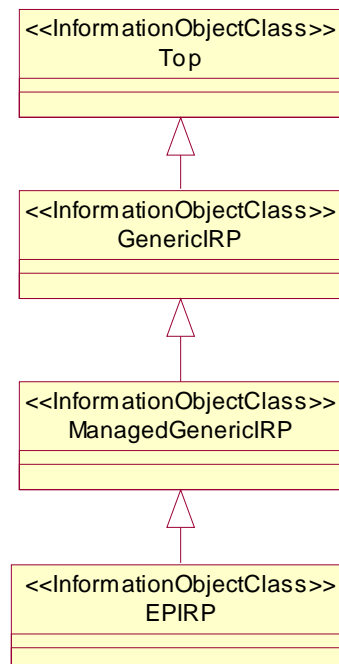 <<InformationObjectClass>>
Top
<<InformationObjectClass>>
GenericIRP
<<InformationObjectClass>>
ManagedGenericIRP
<<InformationObjectClass>>
EPIRP